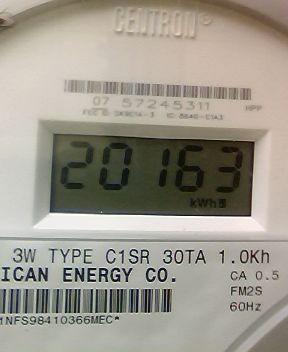 CENTRON®
07 57245311 HPP
20163
kWh
3W TYPE C1SR 30TA 1.0Kh
ICAN ENERGY CO. CA 0.5
FM2S
60Hz
1NFS98410366MEC*